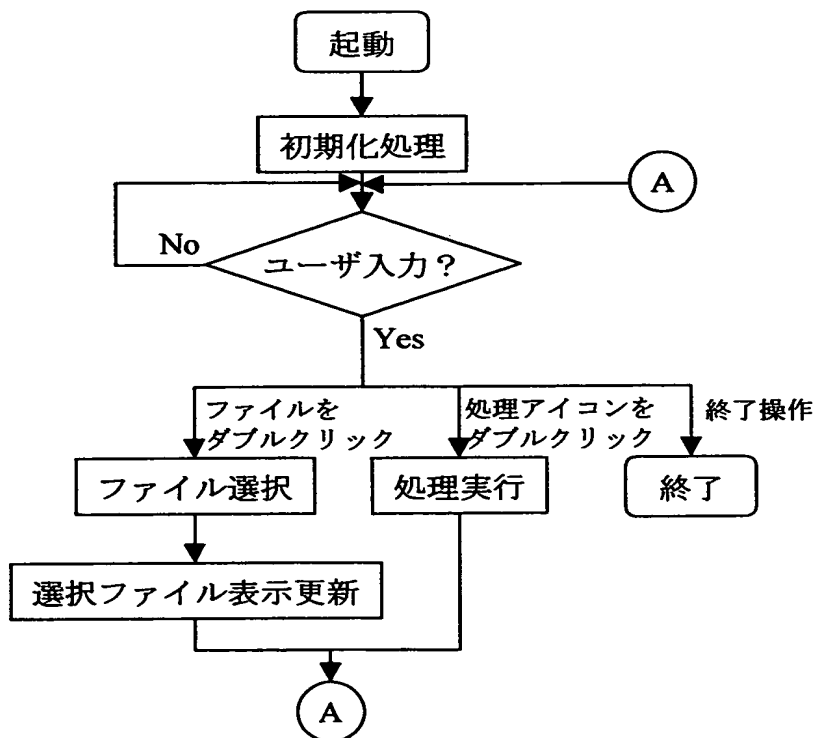 起動
初期化処理
A
No
ユーザ入力？
Yes
ファイルを
ダブルクリック
処理アイコンを
ダブルクリック
終了操作
ファイル選択
処理実行
終了
選択ファイル表示更新
A